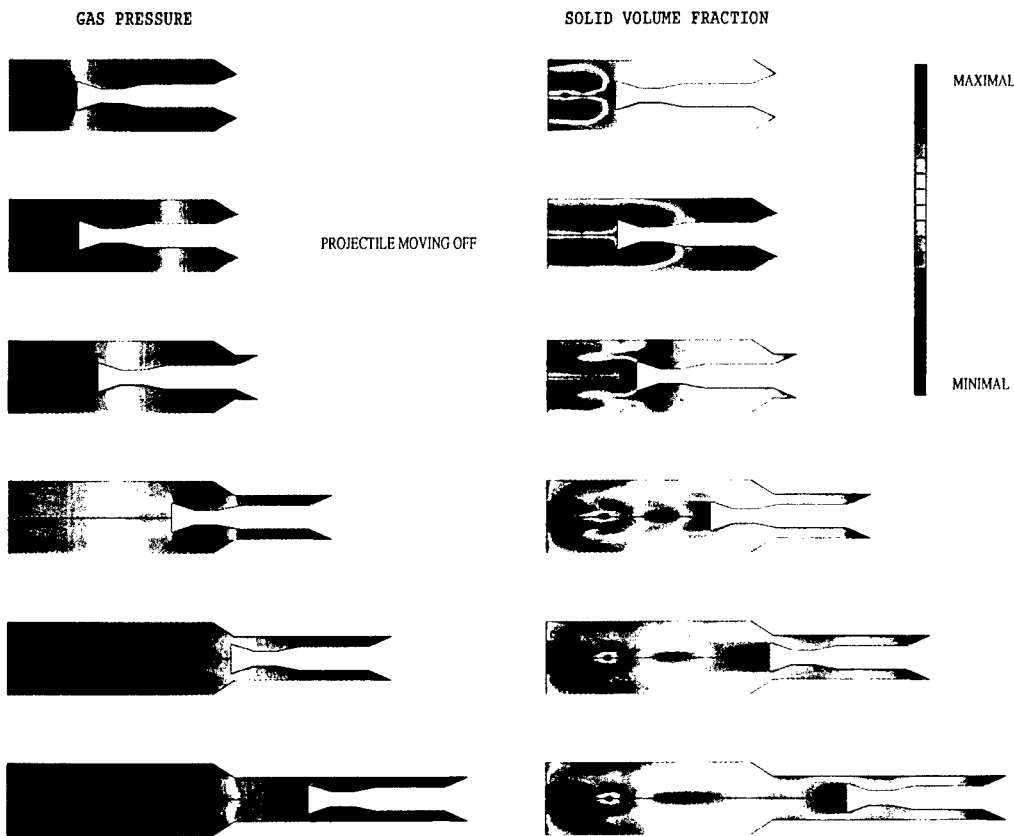 GAS PRESSURE
SOLID VOLUME FRACTION
MAXIMAL
PROJECTILE MOVING OFF
MINIMAL